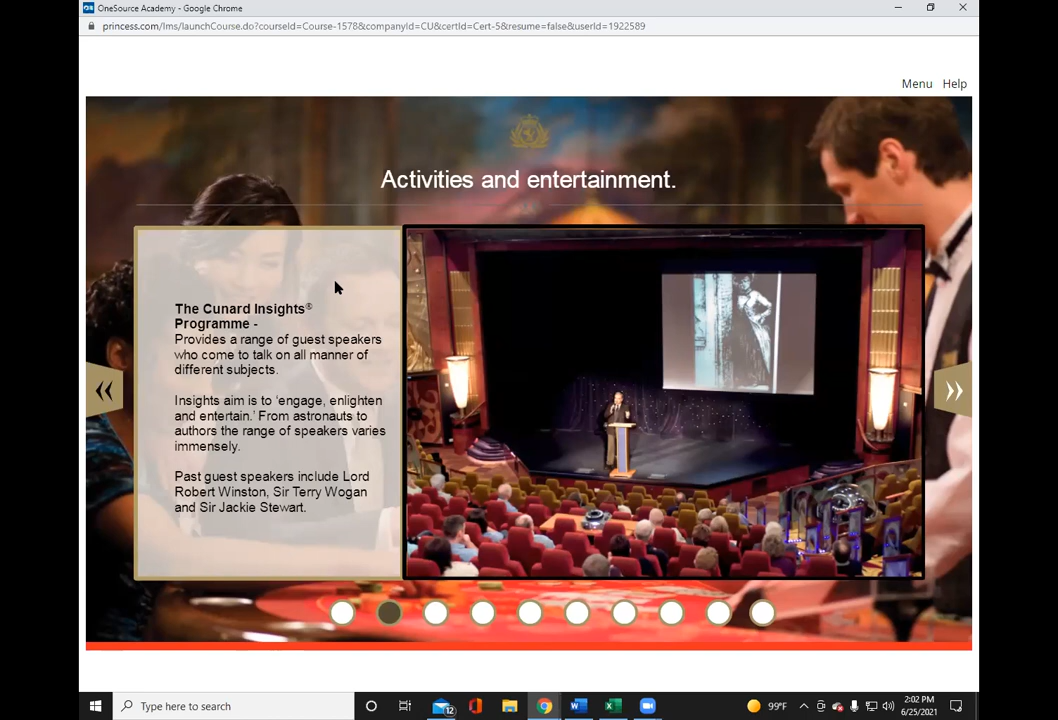 OneSource Academy - Google Chrome
princess.com/lms/launchCourse.do?courseId=Course-1578&companyId=CU&certId=Cert-5&resume=false&userId=1922589
Menu Help
Activities and entertainment.
The Cunard Insights®
Programme -
Provides a range of guest speakers
who come to talk on all manner of
different subjects.
Insights aim is to ‘engage, enlighten
and entertain.’ From astronauts to
authors the range of speakers varies
immensely.
Past guest speakers include Lord
Robert Winston, Sir Terry Wogan
and Sir Jackie Stewart.
Type here to search
12
99°F
2:02 PM
6/25/2021